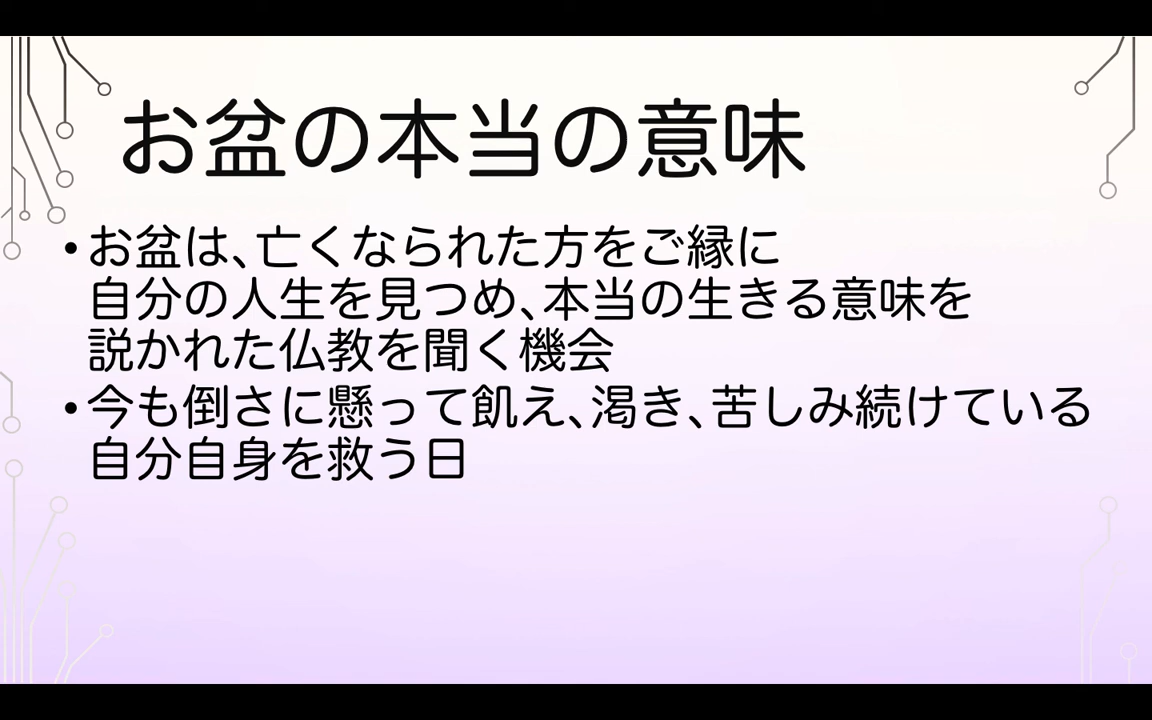 お盆の本当の意味
•お盆は、亡くなられた方をご縁に
自分の人生を見つめ、本当の生きる意味を
説かれた仏教を聞く機会
•今も倒さに懸って飢え、渇き、苦しみ続けている
自分自身を救う日